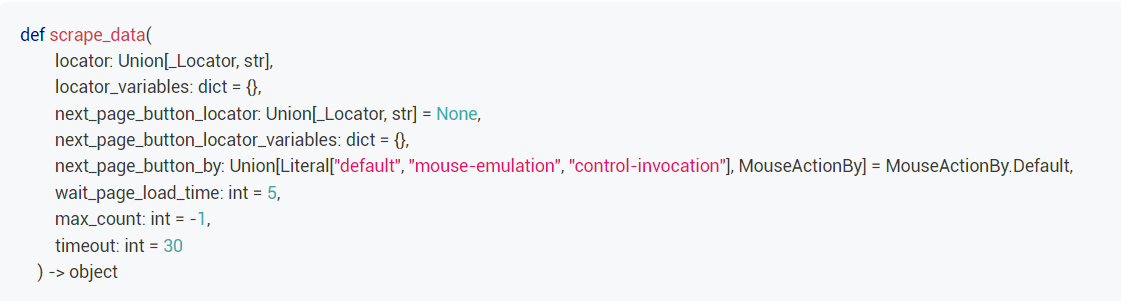 def scrape_data(
locator: Union[_Locator, str],
locator_variables: dict = {},
next_page_button_locator: Union[_Locator, str] = None,
next_page_button_locator_variables: dict = {},
next_page_button_by: Union[Literal["default", "mouse-emulation", "control-invocation"], MouseActionBy] = MouseActionBy.Default,
wait_page_load_time: int = 5,
max_count: int = -1,
timeout: int = 30
) -> object